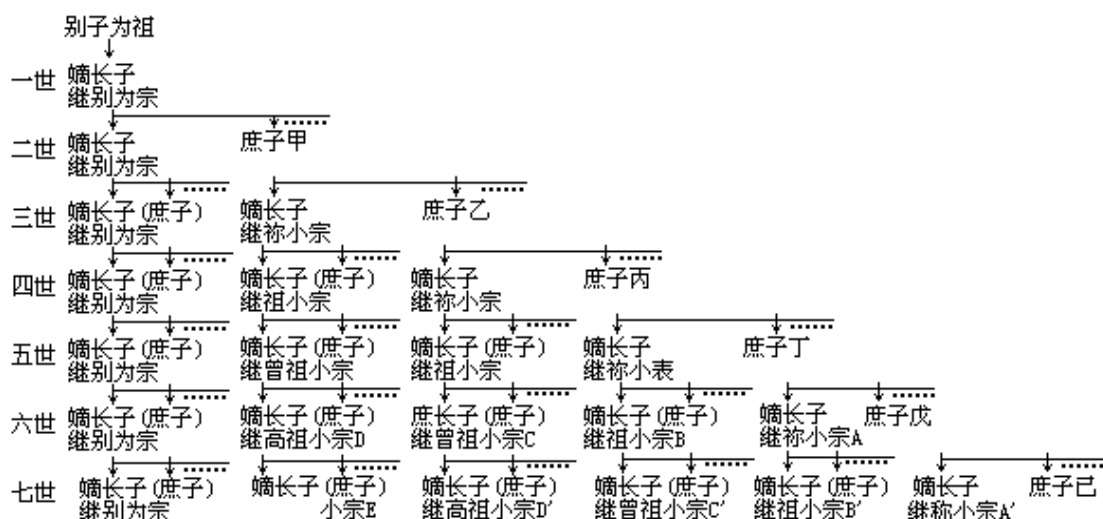 别子为祖
一世 嫡长子
继别为宗
二世 嫡长子 庶子甲
继别为宗
三世 嫡长子(庶子) 嫡长子 庶子乙
继别为宗 继祢小宗
四世 嫡长子(庶子) 嫡长子(庶子) 嫡长子 庶子丙
继别为宗 继祖小宗 继祢小宗
五世 嫡长子(庶子) 嫡长子(庶子) 嫡长子(庶子) 嫡长子 庶子丁
继别为宗 继曾祖小宗 继祖小宗 继祢小表
六世 嫡长子(庶子) 嫡长子(庶子) 庶长子(庶子) 嫡长子(庶子) 嫡长子 庶子戊
继别为宗 继高祖小宗D 继曾祖小宗C 继祖小宗B 继祢小宗A
七世 嫡长子(庶子) 嫡长子(庶子) 嫡长子(庶子) 嫡长子(庶子) 嫡长子(庶子) 嫡长子 庶子己
继别为宗 小宗E 继高祖小宗D' 继曾祖小宗C' 继祖小宗B' 继称小宗A'